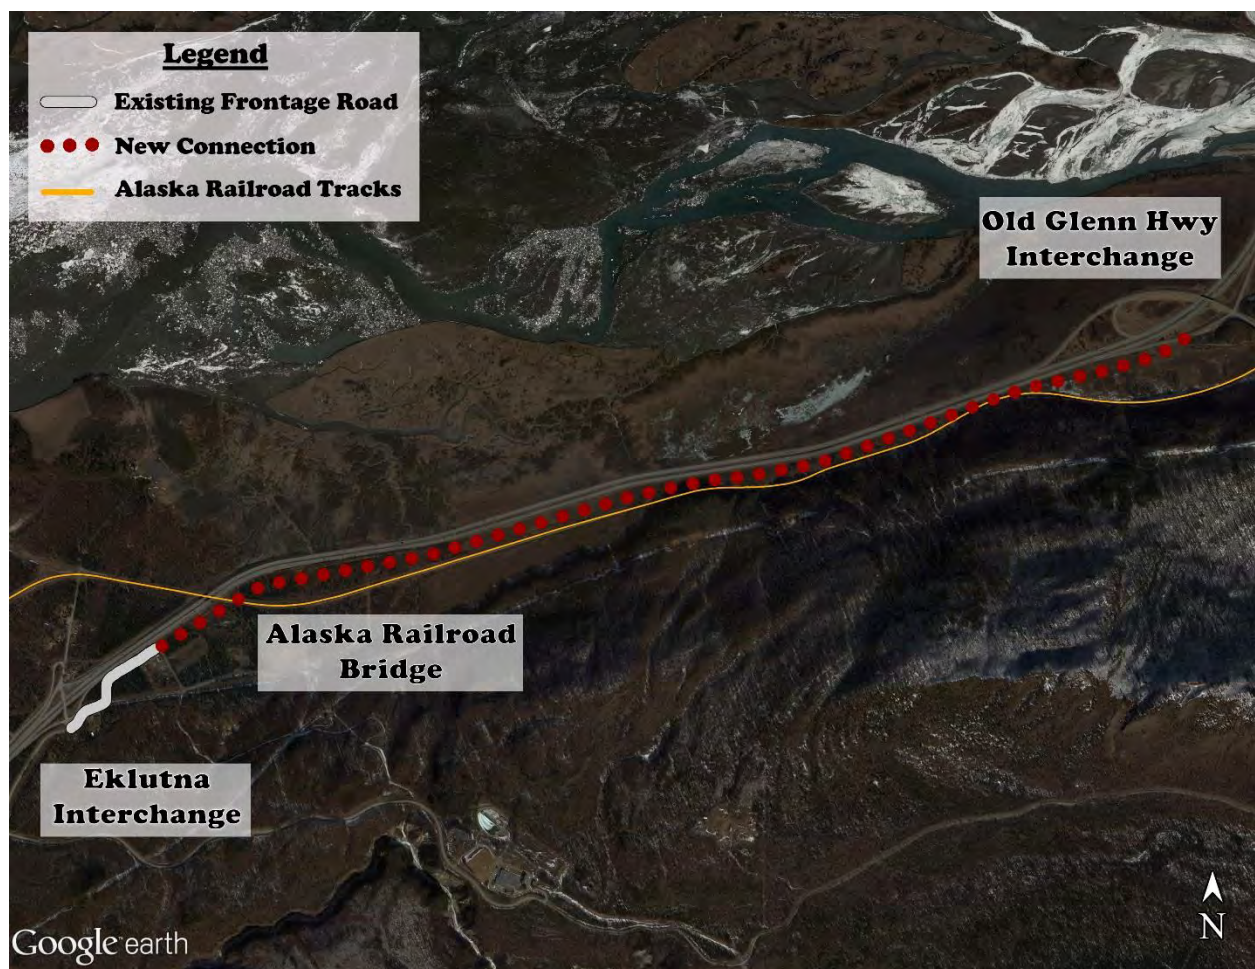 Legend
Existing Frontage Road
New Connection
Alaska Railroad Tracks
Old Glenn Hwy
Interchange
Alaska Railroad
Bridge
Eklutna
Interchange
N
Google earth